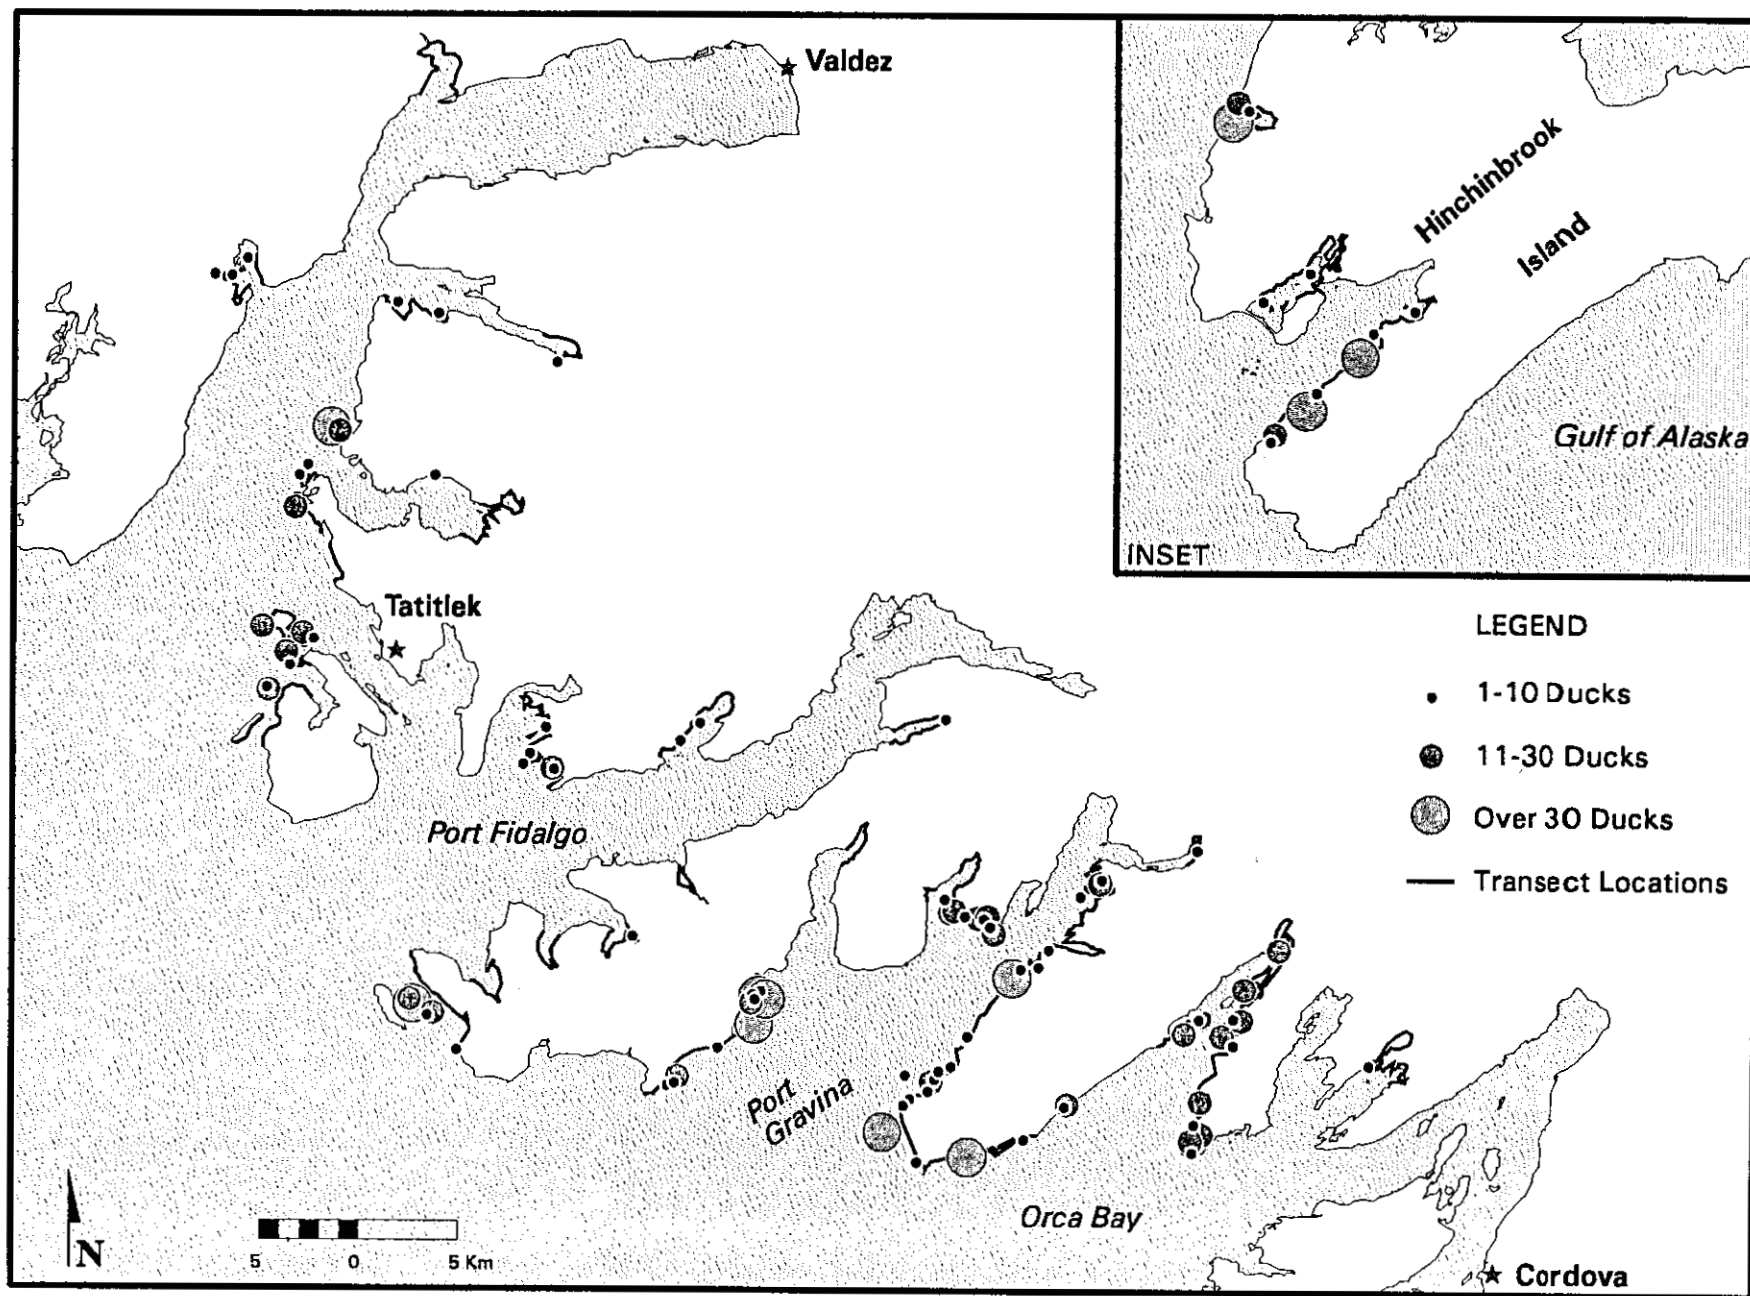 Valdez
Hinchinbrook
Island
Gulf of Alaska
INSET
Tatitlek
LEGEND
1-10 Ducks
11-30 Ducks
Over 30 Ducks
Transect Locations
Port Fidalgo
Port
Gravina
Orca Bay
N
5 0 5 Km
Cordova